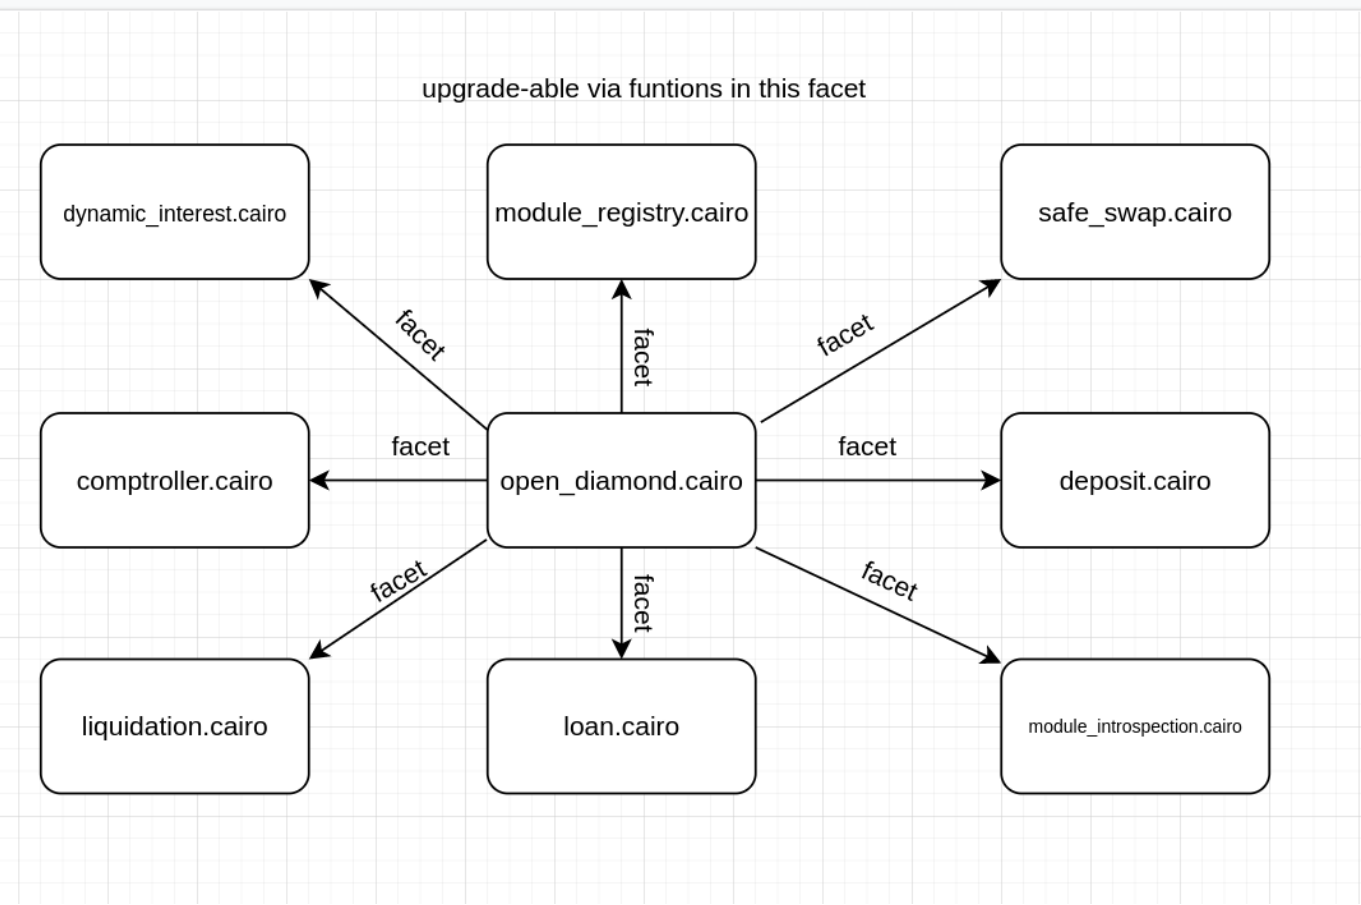 upgrade-able via funtions in this facet
dynamic_interest.cairo
module_registry.cairo
safe_swap.cairo
facet
facet
facet
comptroller.cairo
facet
open_diamond.cairo
facet
deposit.cairo
facet
facet
facet
liquidation.cairo
loan.cairo
module_introspection.cairo